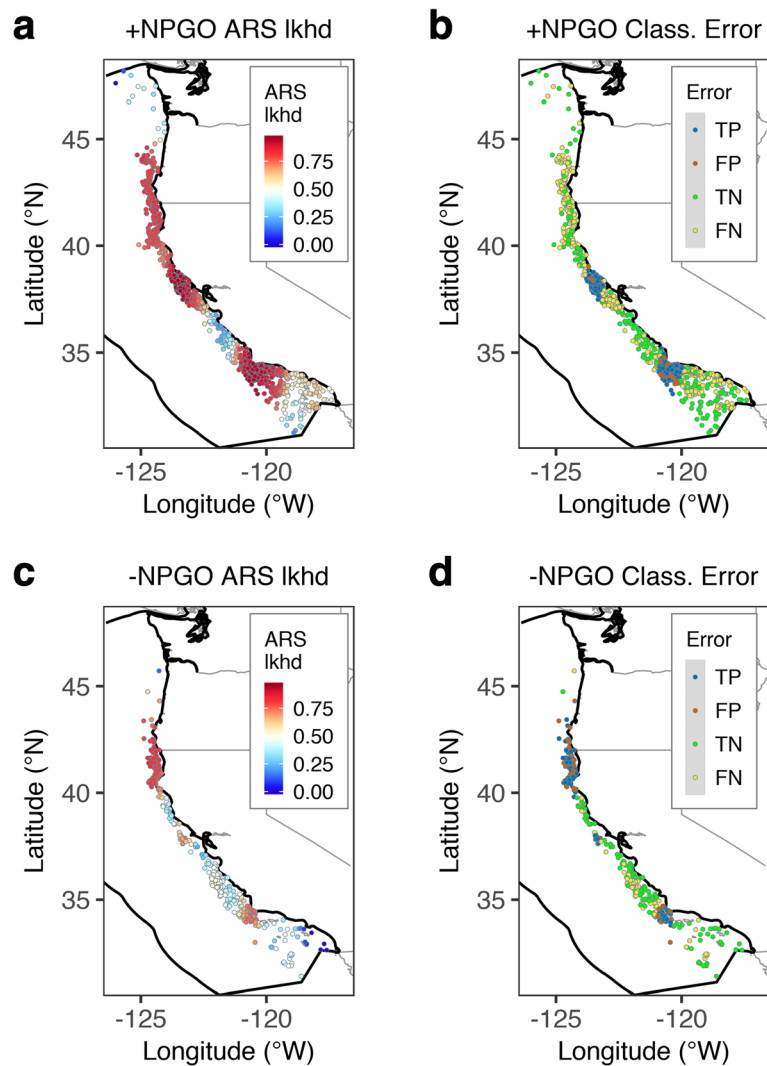 a
+NPGO ARS lkhd
ARS
lkhd
0.75
0.50
0.25
0.00
45
40
35
Latitude (°N)
-125
-120
Longitude (°W)
b
+NPGO Class. Error
Error
TP
FP
TN
FN
45
40
35
Latitude (°N)
-125
-120
Longitude (°W)
c
-NPGO ARS lkhd
ARS
lkhd
0.75
0.50
0.25
0.00
45
40
35
Latitude (°N)
-125
-120
Longitude (°W)
d
-NPGO Class. Error
Error
TP
FP
TN
FN
45
40
35
Latitude (°N)
-125
-120
Longitude (°W)